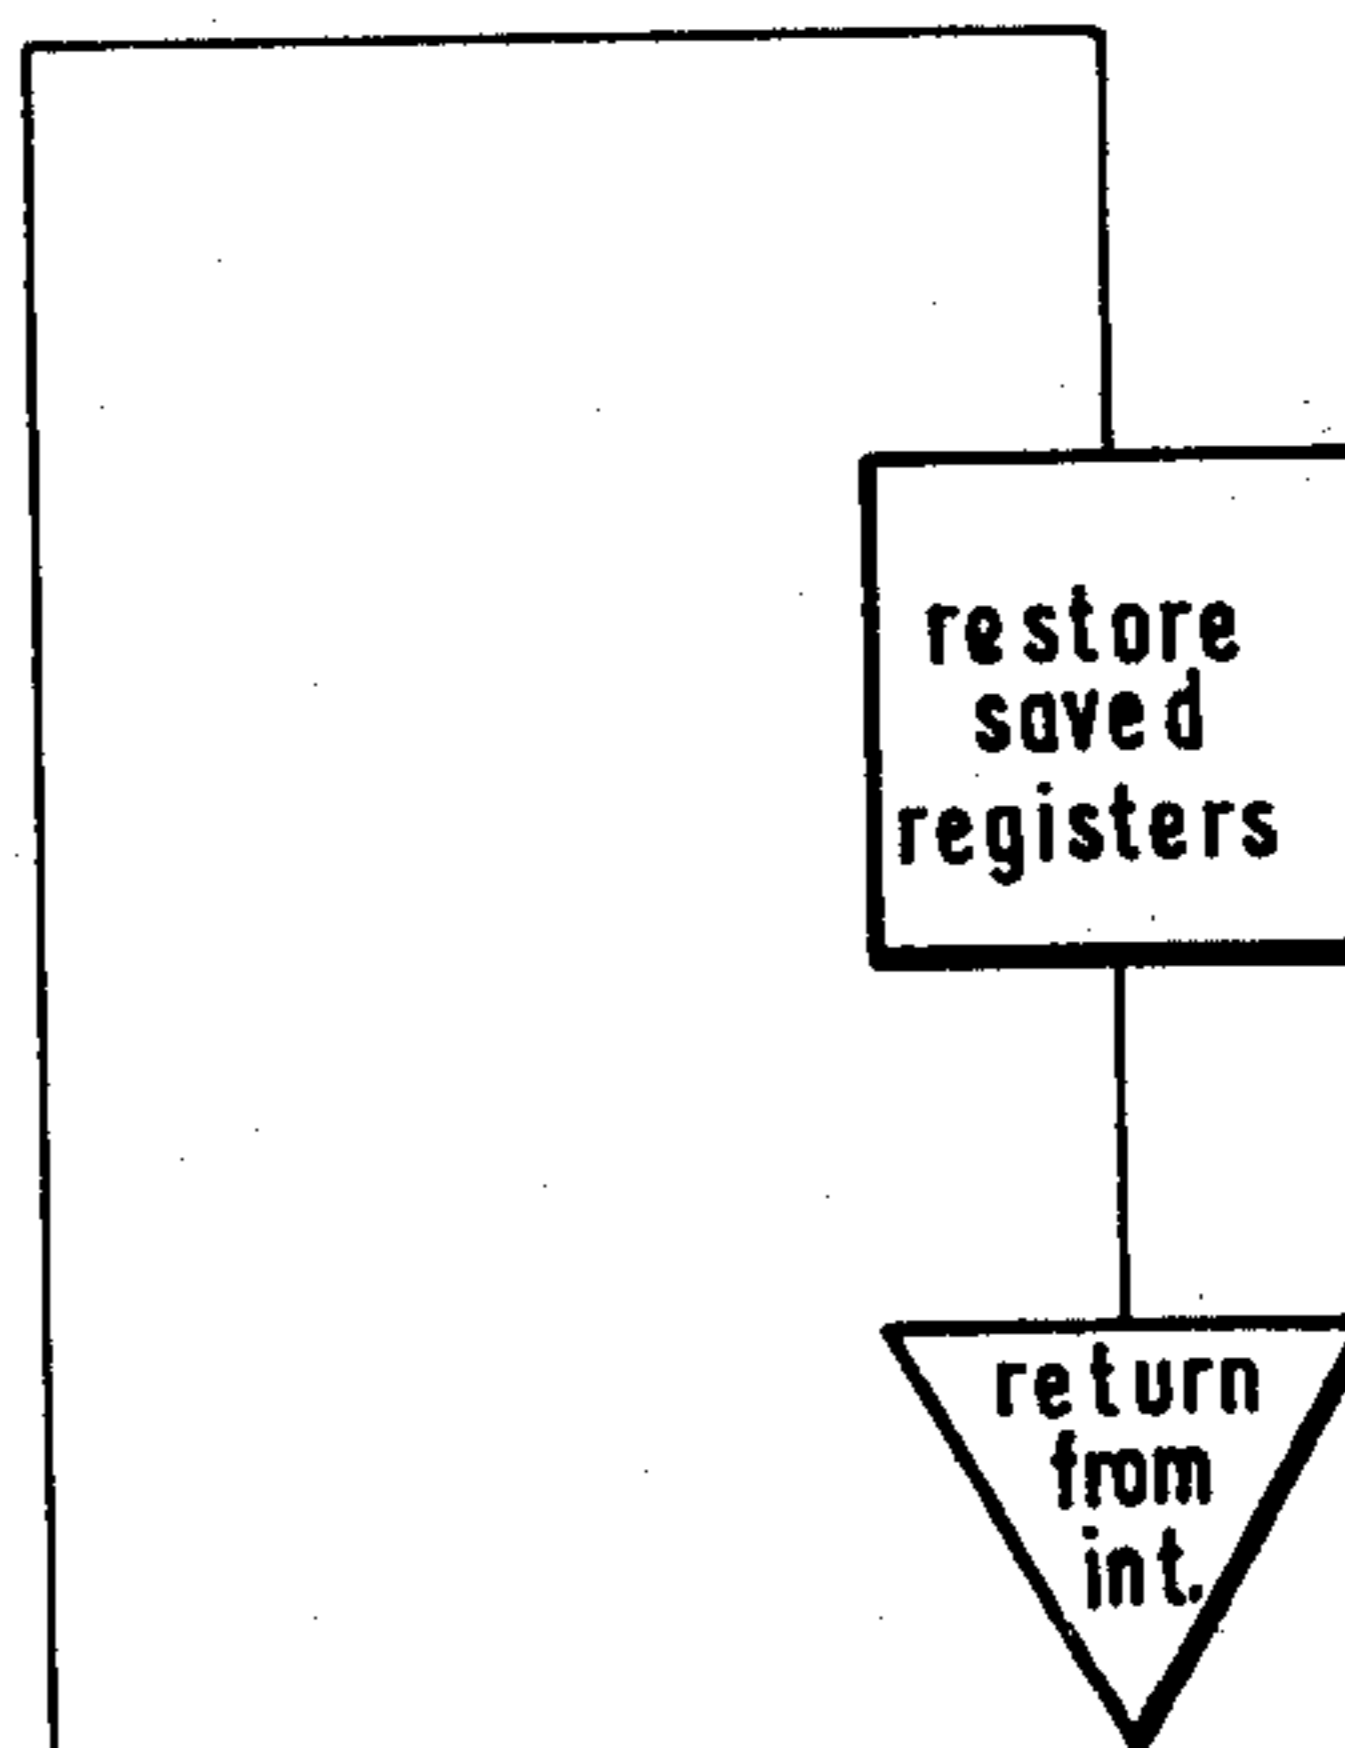 restore
saved
registers
return
from
int.